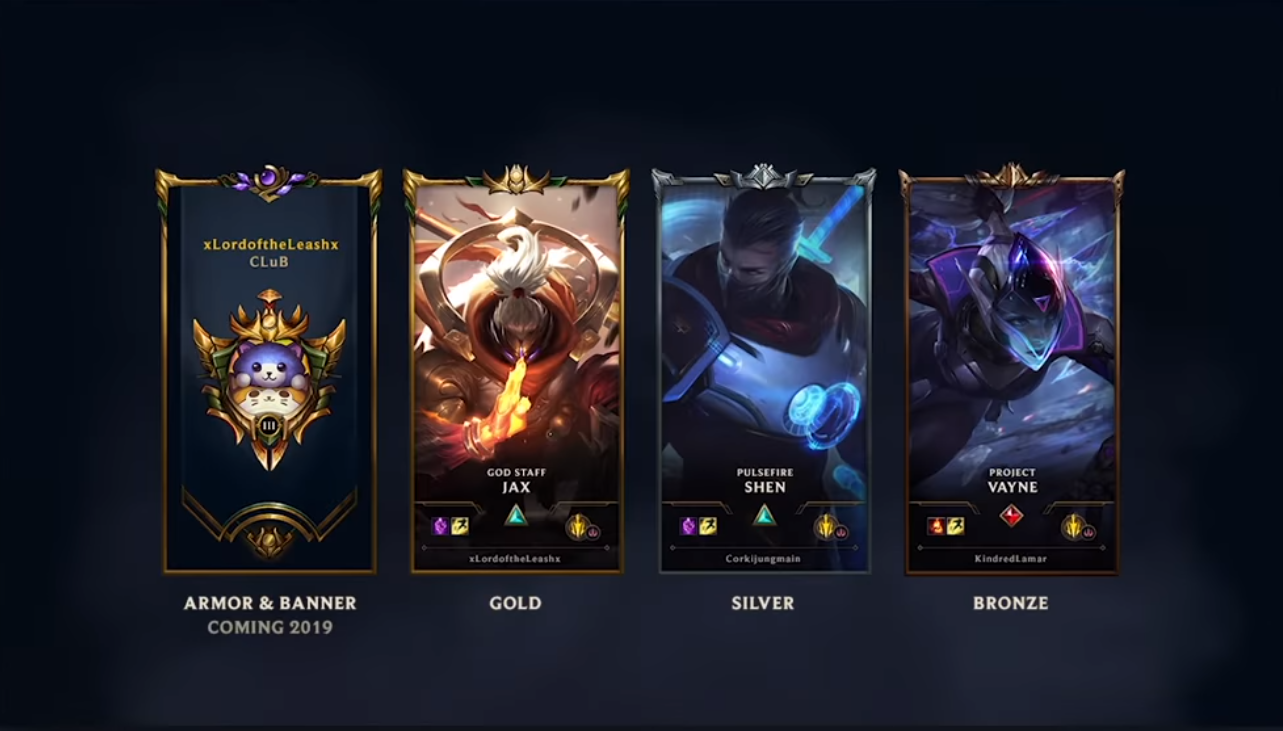 xLordoftheLeashx
CLuB
III
ARMOR & BANNER
COMING 2019
GOD STAFF
JAX
xLordoftheLeashx
GOLD
PULSEFIRE
SHEN
Corkijungmain
SILVER
PROJECT
VAYNE
KindredLamar
BRONZE